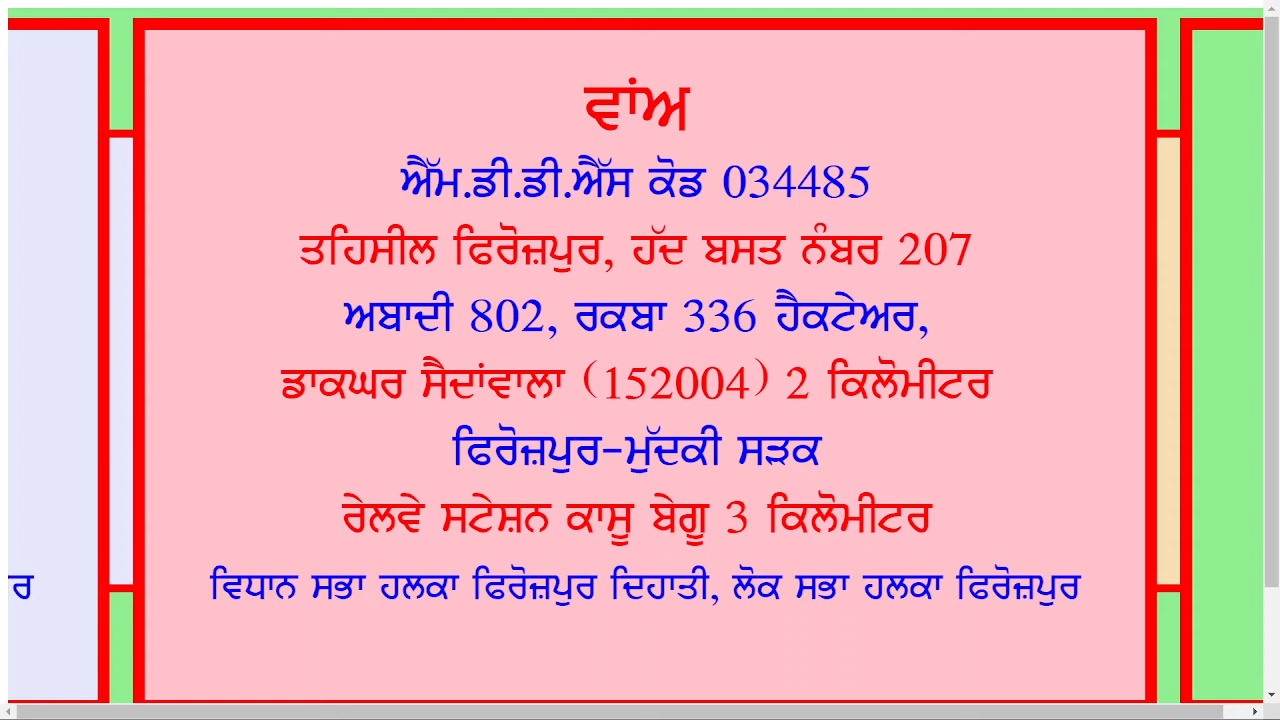 ਵਾਂਅ
ਐੱਮ.ਡੀ.ਡੀ.ਐੱਸ ਕੋਡ 034485
ਤਹਿਸੀਲ ਫਿਰੋਜ਼ਪੁਰ, ਹੱਦ ਬਸਤ ਨੰਬਰ 207
ਅਬਾਦੀ 802, ਰਕਬਾ 336 ਹੈਕਟੇਅਰ,
ਡਾਕਘਰ ਸੈਦਾਂਵਾਲਾ (152004) 2 ਕਿਲੋਮੀਟਰ
ਫਿਰੋਜ਼ਪੁਰ-ਮੁੱਦਕੀ ਸੜਕ
ਰੇਲਵੇ ਸਟੇਸ਼ਨ ਕਾਸੂ ਬੇਗੂ 3 ਕਿਲੋਮੀਟਰ
ਰ ਵਿਧਾਨ ਸਭਾ ਹਲਕਾ ਫਿਰੋਜ਼ਪੁਰ ਦਿਹਾਤੀ, ਲੋਕ ਸਭਾ ਹਲਕਾ ਫਿਰੋਜ਼ਪੁਰ